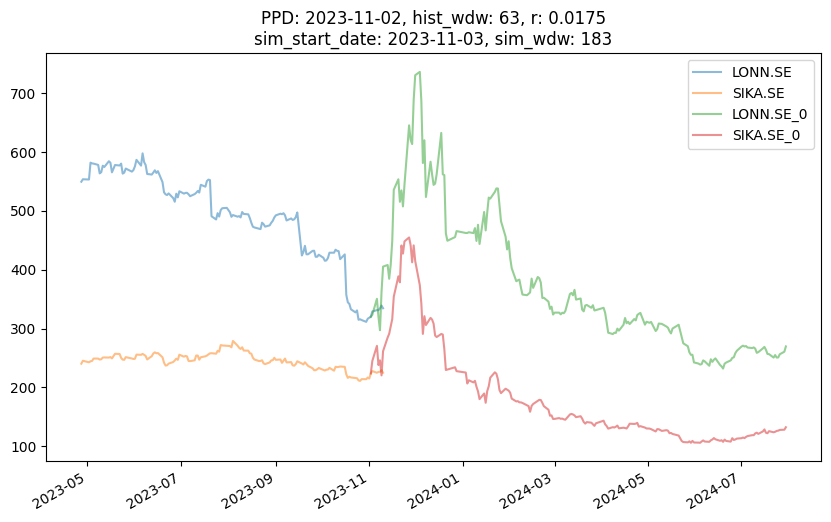 PPD: 2023-11-02, hist_wdw: 63, r: 0.0175
sim_start_date: 2023-11-03, sim_wdw: 183
LONN.SE
SIKA.SE
LONN.SE_0
SIKA.SE_0
700
600
500
400
300
200
100
2023-05
2023-07
2023-09
2023-11
2024-01
2024-03
2024-05
2024-07